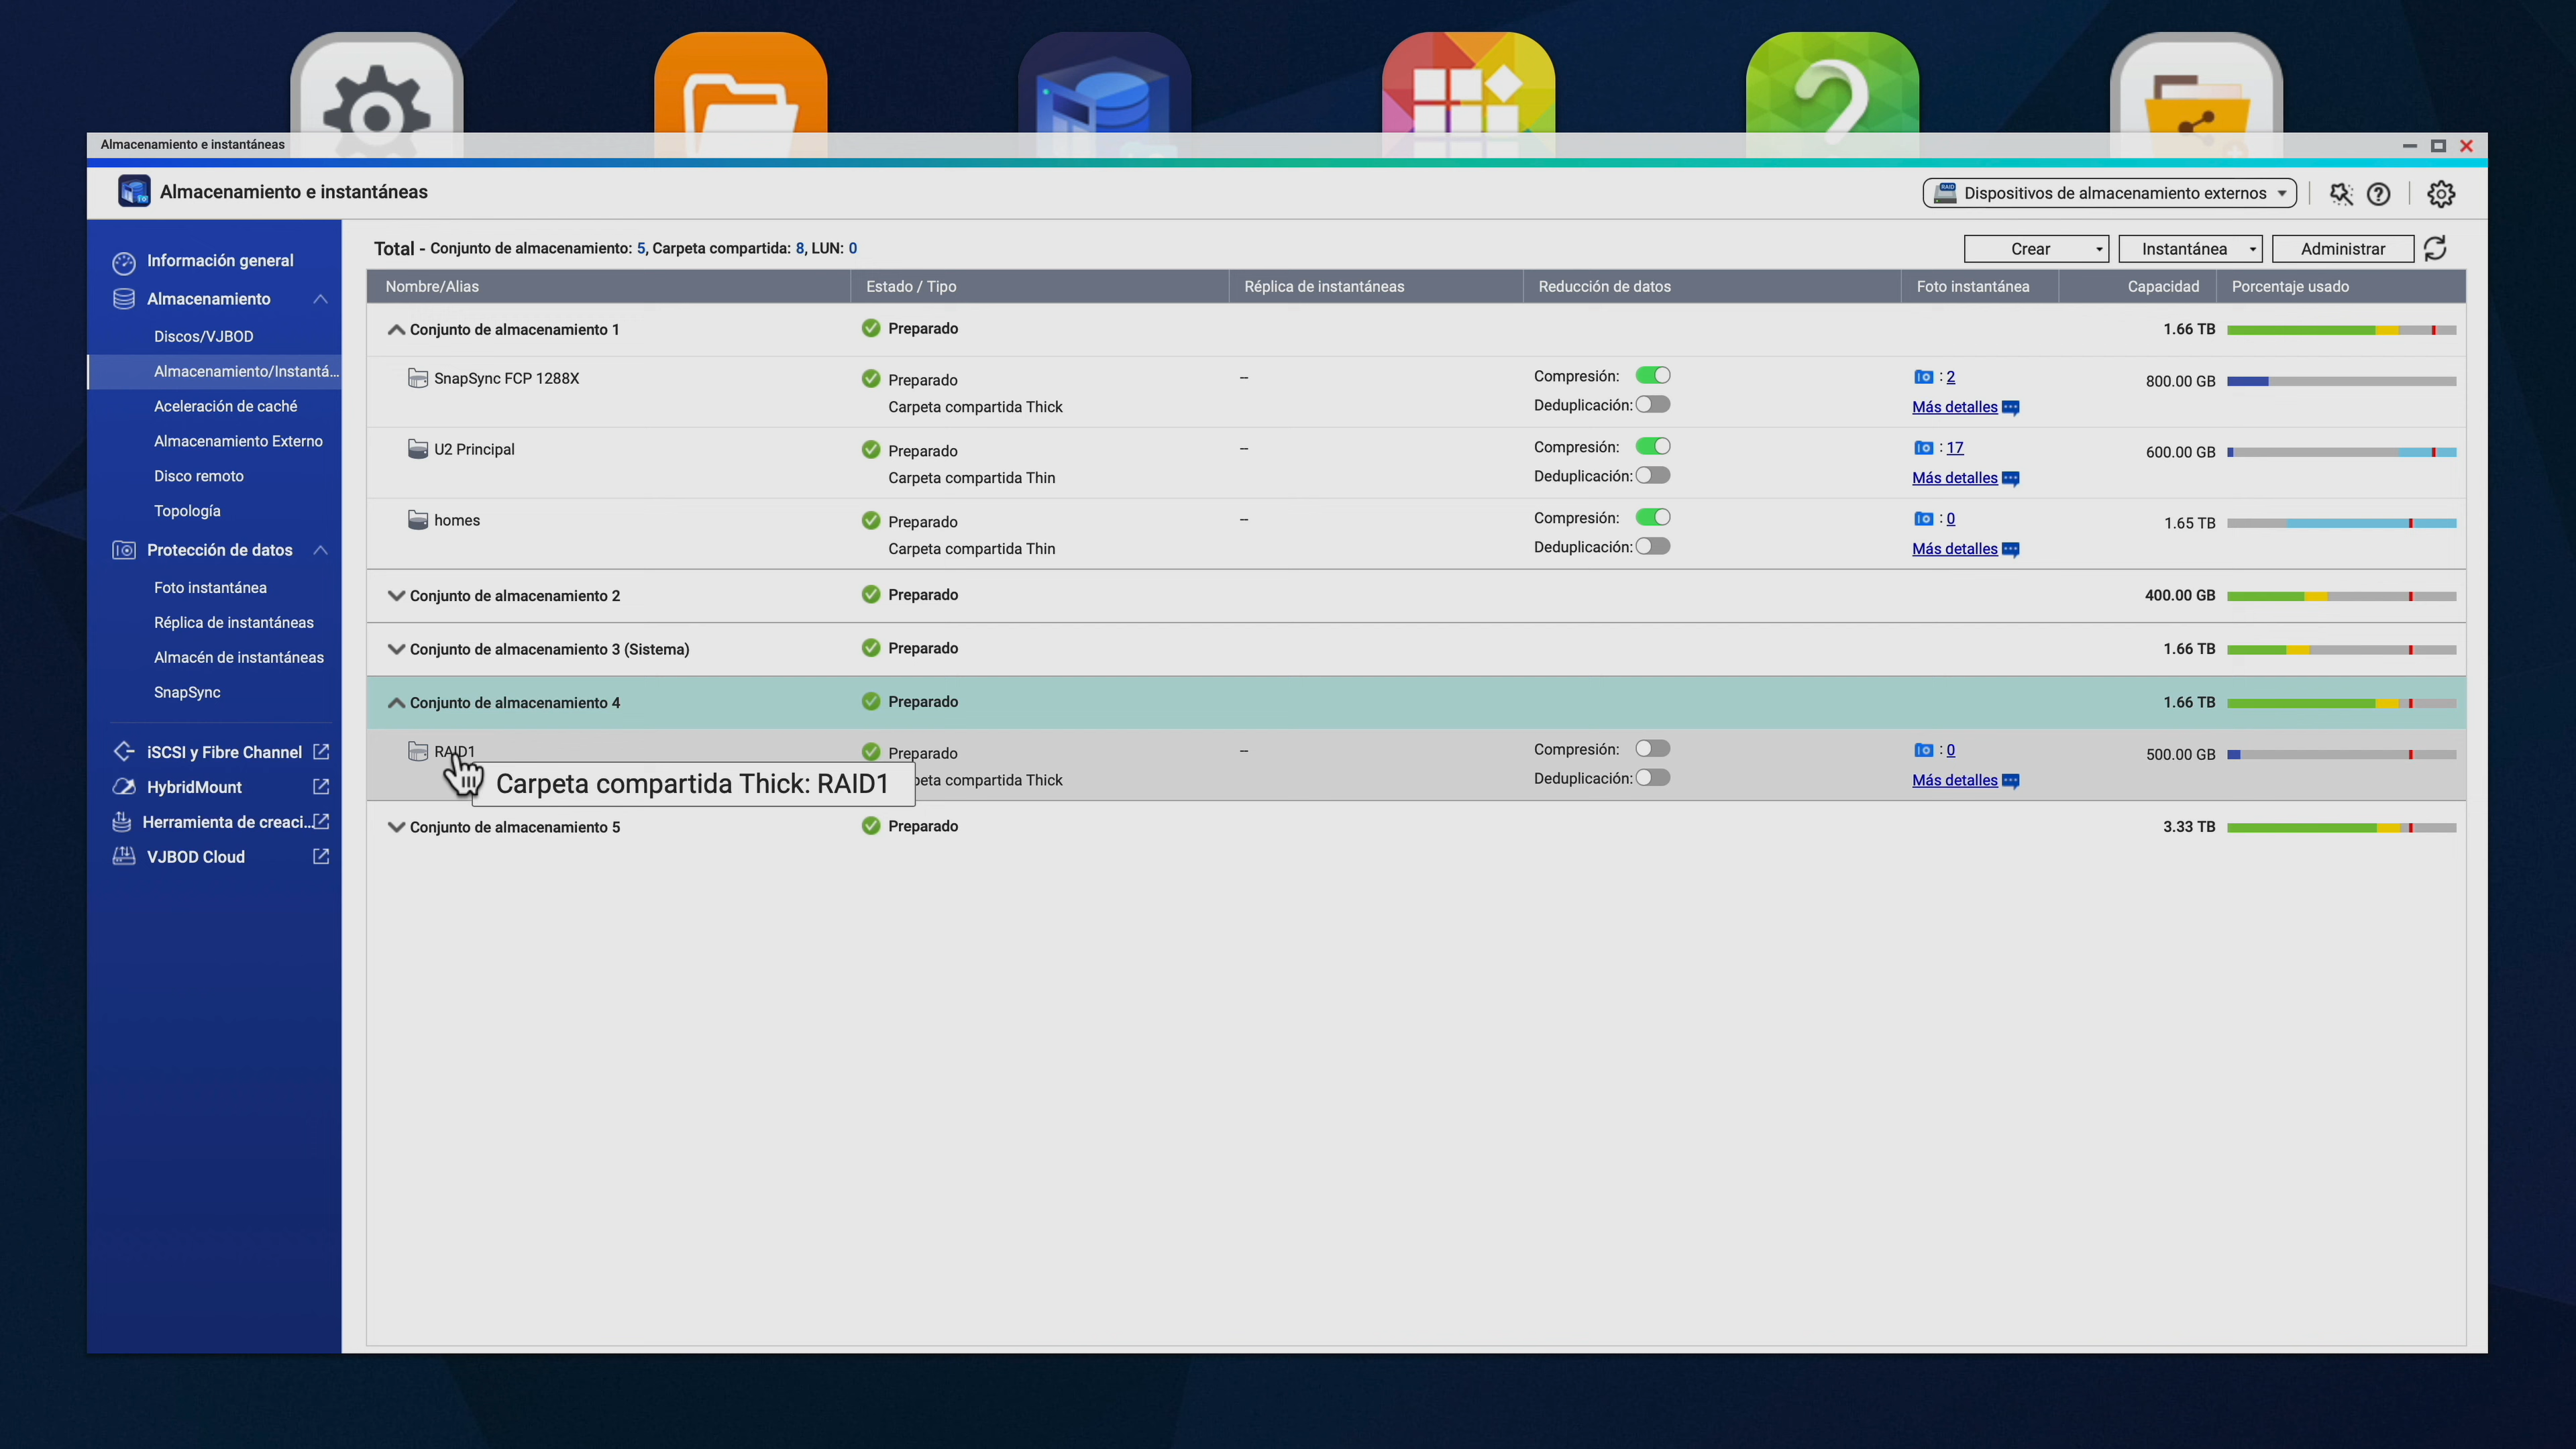 Almacenamiento e instantáneas
Almacenamiento e instantáneas
RAID
Dispositivos de almacenamiento externos
Información general
Almacenamiento
Discos/VJBOD
Almacenamiento/Instantá...
Aceleración de caché
Almacenamiento Externo
Disco remoto
Topología
Protección de datos
Foto instantánea
Réplica de instantáneas
Almacén de instantáneas
SnapSync
iSCSI y Fibre Channel
HybridMount
Herramienta de creaci...
VJBOD Cloud
Total - Conjunto de almacenamiento: 5, Carpeta compartida: 8, LUN: 0
Crear
Instantánea
Administrar
Nombre/Alias Estado / Tipo Réplica de instantáneas Reducción de datos Foto instantánea Capacidad Porcentaje usado
Conjunto de almacenamiento 1 Preparado 1.66 TB
SnapSync FCP 1288X Preparado -- Compresión: : 2 800.00 GB
Carpeta compartida Thick Deduplicación: Más detalles
U2 Principal Preparado -- Compresión: : 17 600.00 GB
Carpeta compartida Thin Deduplicación: Más detalles
homes Preparado -- Compresión: : 0 1.65 TB
Carpeta compartida Thin Deduplicación: Más detalles
Conjunto de almacenamiento 2 Preparado 400.00 GB
Conjunto de almacenamiento 3 (Sistema) Preparado 1.66 TB
Conjunto de almacenamiento 4 Preparado 1.66 TB
RAID1 Preparado -- Compresión: : 0 500.00 GB
Carpeta compartida Thick: RAID1 peta compartida Thick Deduplicación: Más detalles
Conjunto de almacenamiento 5 Preparado 3.33 TB